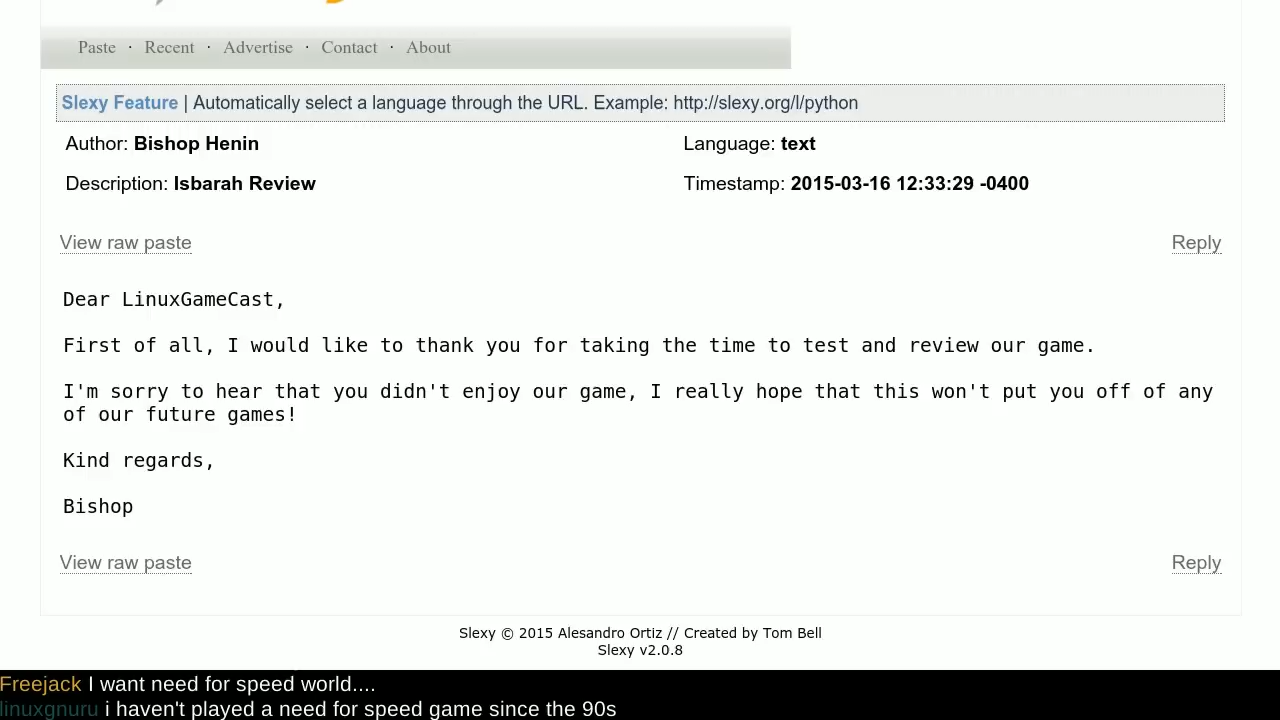 Paste · Recent · Advertise · Contact · About
Slexy Feature | Automatically select a language through the URL. Example: http://slexy.org/l/python
Author: Bishop Henin
Language: text
Description: Isbarah Review
Timestamp: 2015-03-16 12:33:29 -0400
View raw paste
Reply
Dear LinuxGameCast,
First of all, I would like to thank you for taking the time to test and review our game.
I'm sorry to hear that you didn't enjoy our game, I really hope that this won't put you off of any
of our future games!
Kind regards,
Bishop
View raw paste
Reply
Slexy © 2015 Alesandro Ortiz // Created by Tom Bell
Slexy v2.0.8
Freejack I want need for speed world....
linuxgnuru i haven't played a need for speed game since the 90s